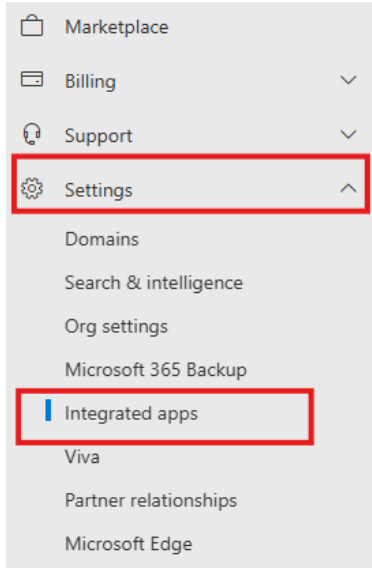 Marketplace
Billing
Support
Settings
Domains
Search & intelligence
Org settings
Microsoft 365 Backup
Integrated apps
Viva
Partner relationships
Microsoft Edge